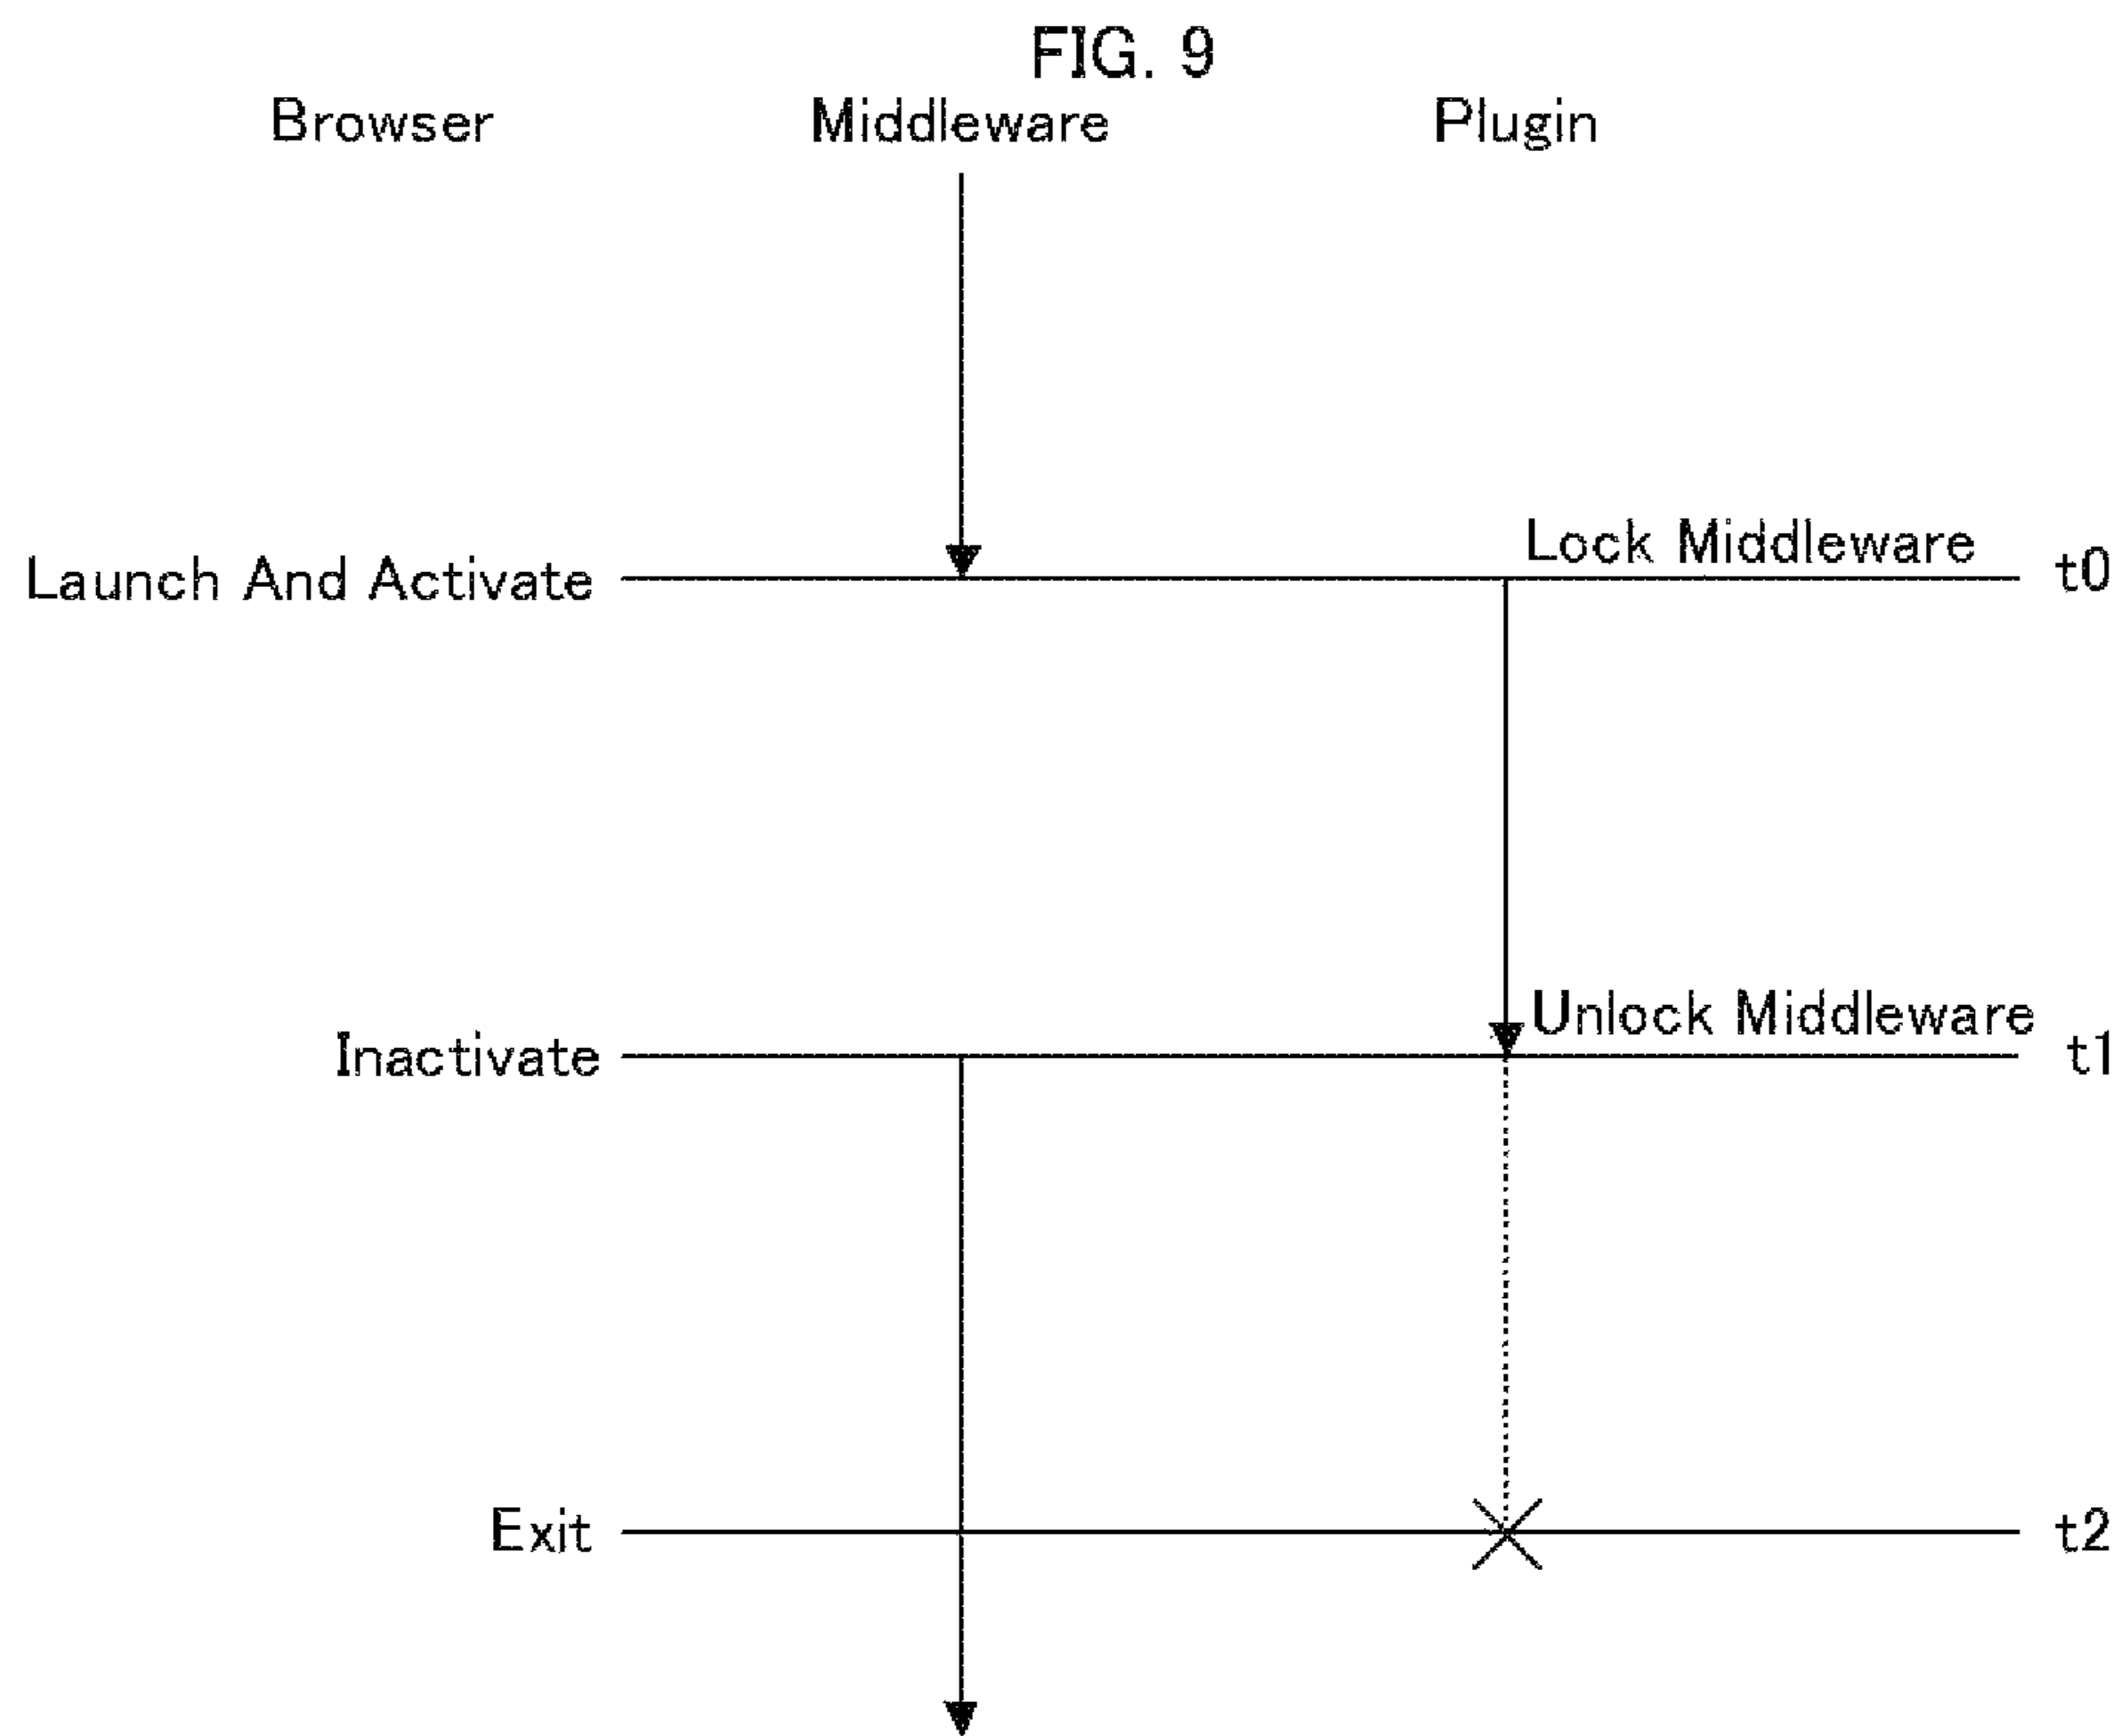 FIG. 9
Browser Middleware Plugin
Lock Middleware
Launch And Activate t0
Unlock Middleware
Inactivate t1
Exit t2